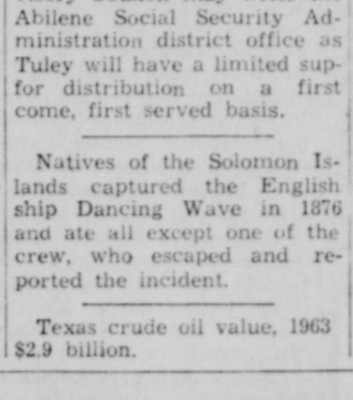 Abilene Social Security Ad-
ministration district office as
Tuley will have a limited sup-
for distribution on a first
come, first served basis.
Natives of the Solomon Is-
lands captured the English
ship Dancing Wave in 1876
and ate all except one of the
crew, who escaped and re-
ported the incident.
Texas crude oil value, 1963
$2.9 billion.